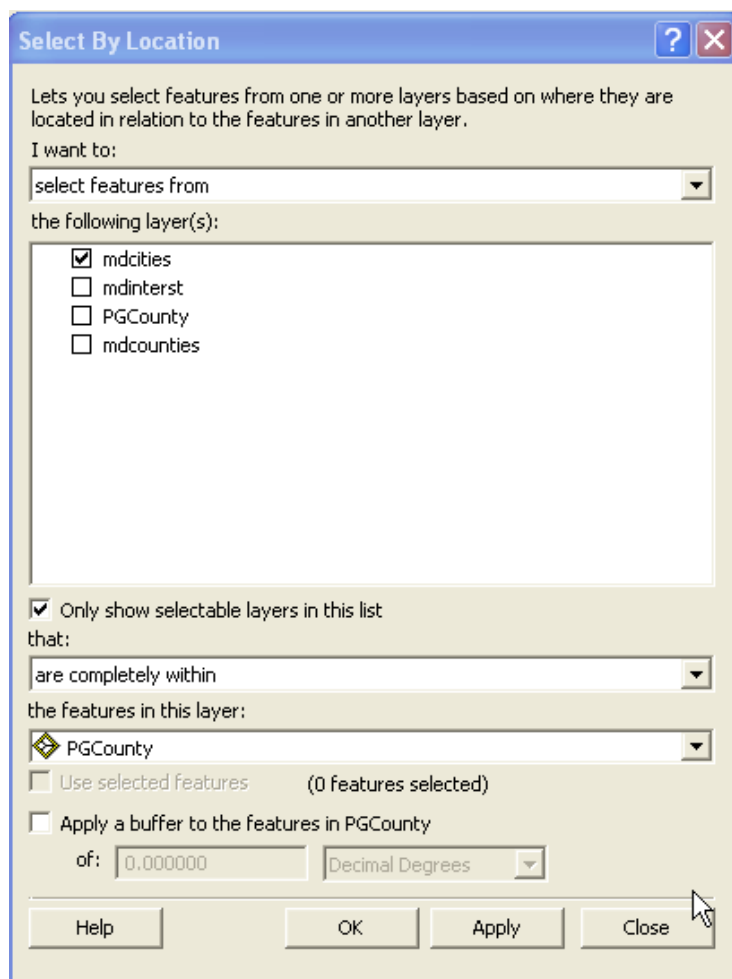 Select By Location
Lets you select features from one or more layers based on where they are
located in relation to the features in another layer.
I want to:
select features from
the following layer(s):
mdcities
mdinterst
PGCounty
mdcounties
Only show selectable layers in this list
that:
are completely within
the features in this layer:
PGCounty
Use selected features (0 features selected)
Apply a buffer to the features in PGCounty
of: 0.000000 Decimal Degrees
Help OK Apply Close